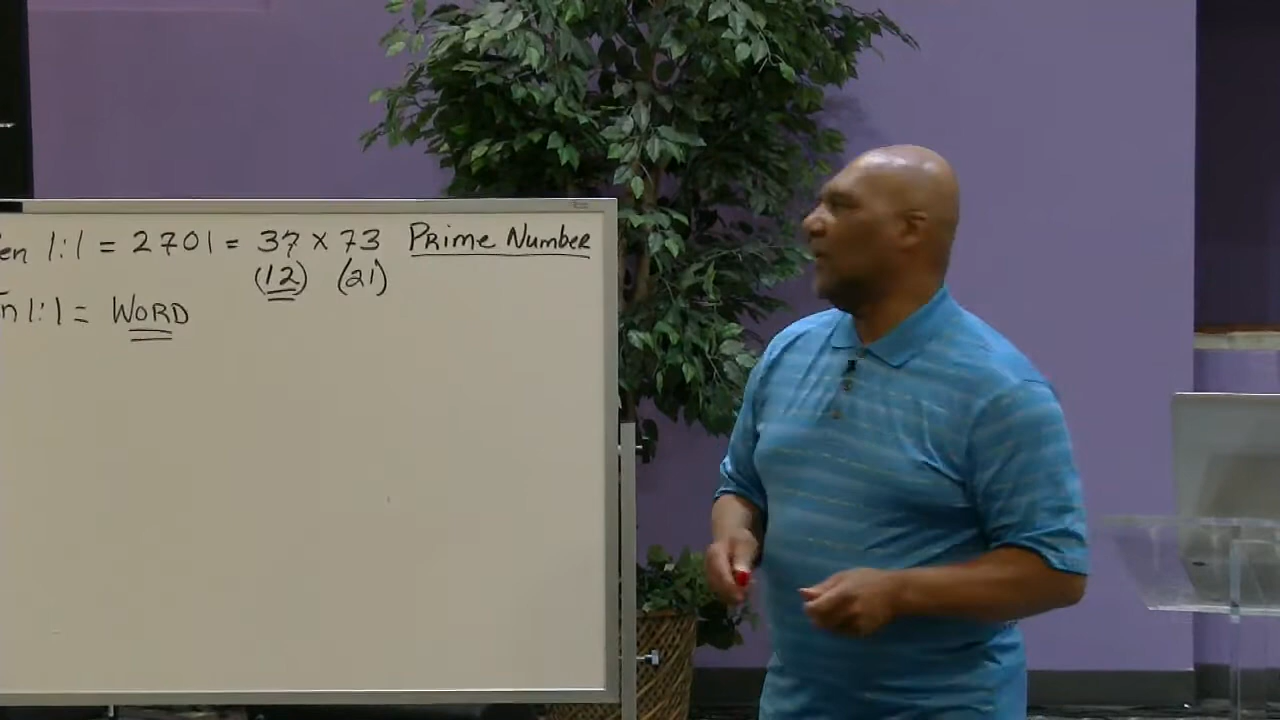 en 1:1 = 2701 = 37 x 73 Prime Number
(12) (21)
n 1:1 = WORD